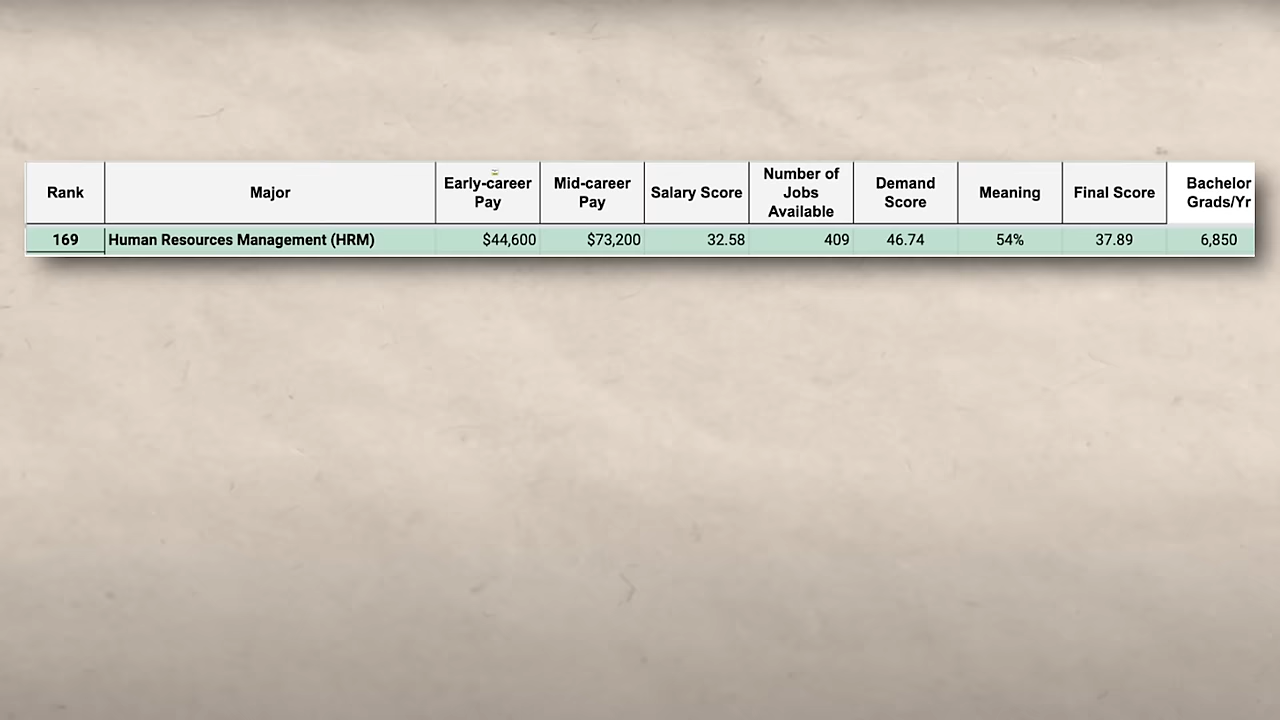 Rank Major Early-career Pay Mid-career Pay Salary Score Number of Jobs Available Demand Score Meaning Final Score Bachelor Grads/Yr
169 Human Resources Management (HRM) $44,600 $73,200 32.58 409 46.74 54% 37.89 6,850